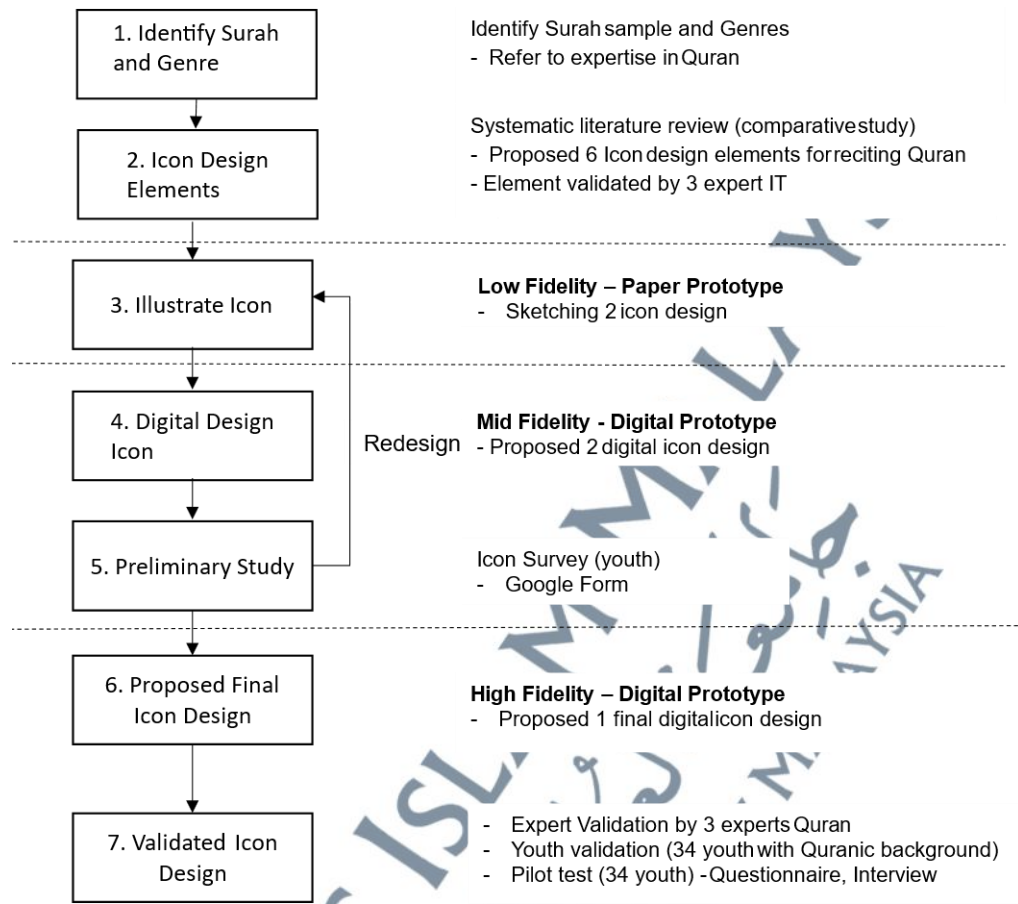 1. Identify Surah
and Genre
Identify Surah sample and Genres
- Refer to expertise in Quran
2. Icon Design
Elements
Systematic literature review (comparative study)
- Proposed 6 Icon design elements for reciting Quran
- Element validated by 3 expert IT
3. Illustrate Icon
Low Fidelity – Paper Prototype
- Sketching 2 icon design
4. Digital Design
Icon
Redesign
Mid Fidelity - Digital Prototype
- Proposed 2 digital icon design
5. Preliminary Study
Icon Survey (youth)
- Google Form
6. Proposed Final
Icon Design
High Fidelity – Digital Prototype
- Proposed 1 final digital icon design
7. Validated Icon
Design
- Expert Validation by 3 experts Quran
- Youth validation (34 youth with Quranic background)
- Pilot test (34 youth) - Questionnaire, Interview